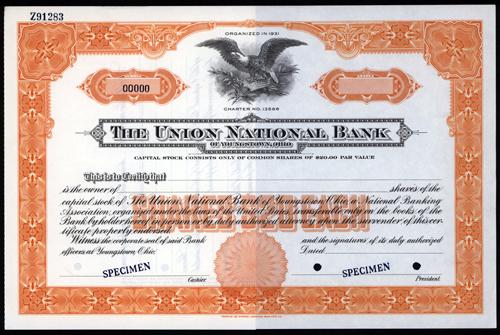 Z91283
ORGANIZED IN 1931
NUMBER
SHARES
00000
CHARTER NO. 13586
THE UNION NATIONAL BANK
OF YOUNGSTOWN, OHIO
CAPITAL STOCK CONSISTS ONLY OF COMMON SHARES OF $20.00 PAR VALUE
This is to Certify that
is the owner of shares of the
capital stock of The Union National Bank of Youngstown, Ohio, a National Banking
Association, organized under the laws of the United States, transferable only on the books of the
Bank by holder hereof in person or by duly authorized attorney upon the surrender of this cer-
tificate properly endorsed.
Witness the corporate seal of said Bank and the signatures of its duly authorized
officers at Youngstown, Ohio; Dated
SPECIMEN
SPECIMEN
Cashier.
President.